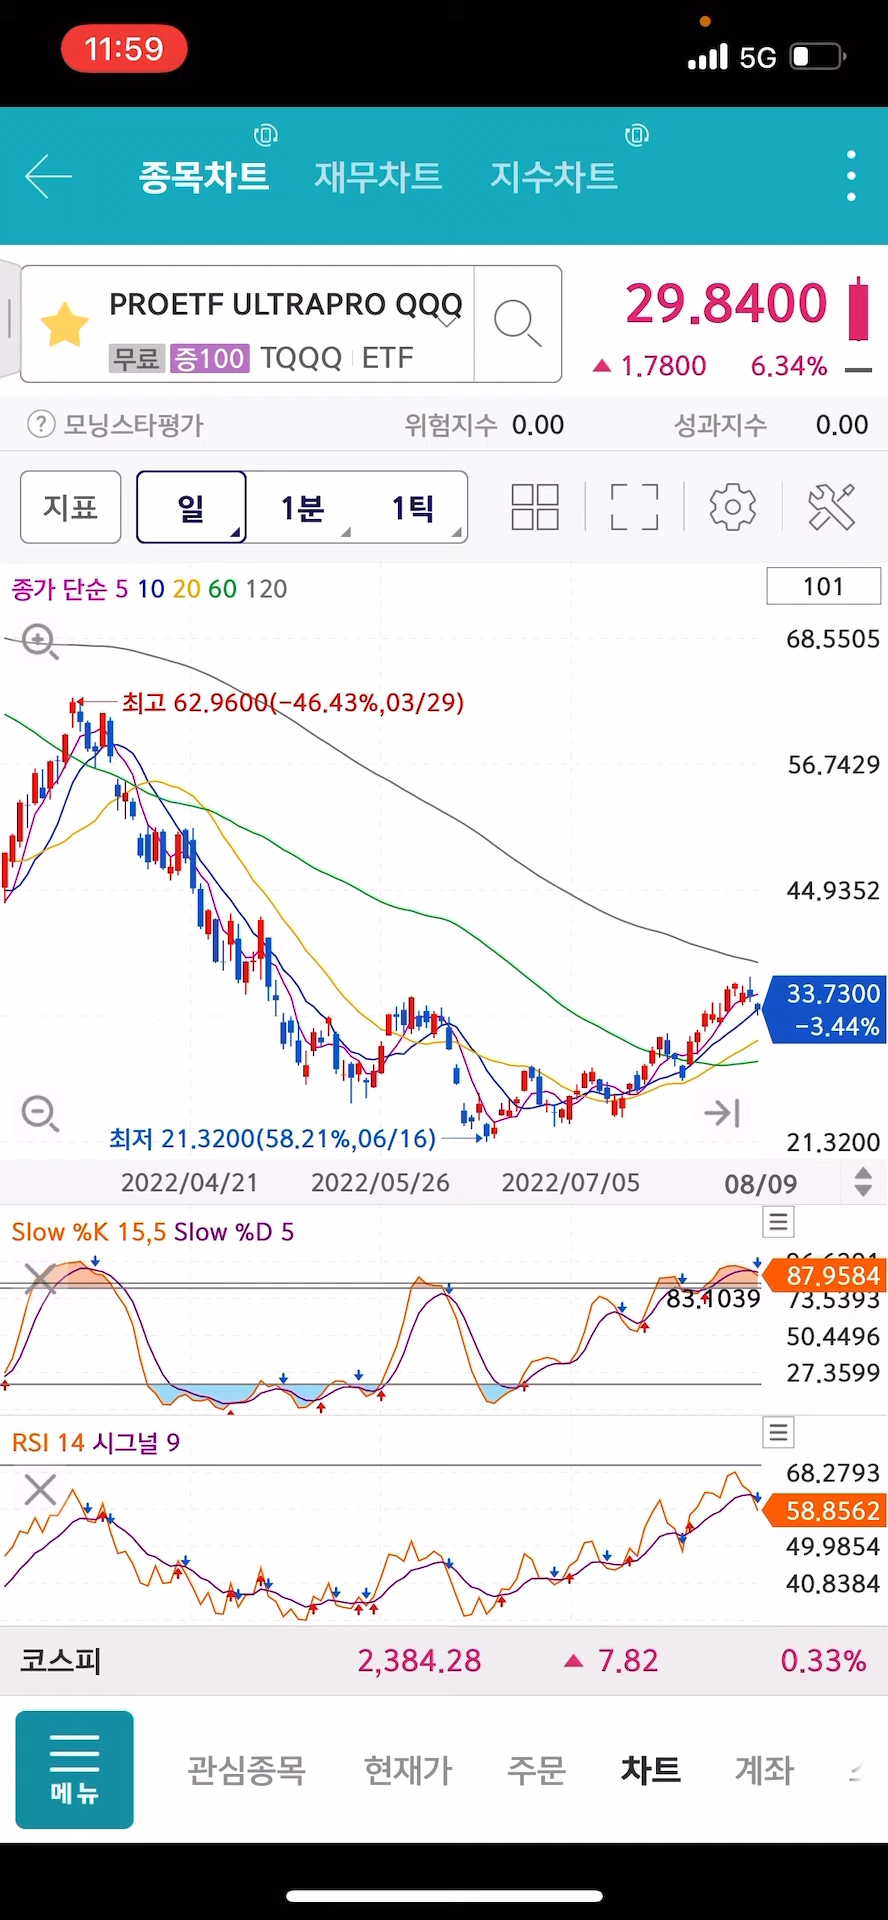 11:59
5G
종목차트 재무차트 지수차트
PROETF ULTRAPRO QQQ
무료 증100 TQQQ ETF
29.8400
▲ 1.7800 6.34%
? 모닝스타평가 위험지수 0.00 성과지수 0.00
지표 일 1분 1틱
종가 단순 5 10 20 60 120
101
68.5505
최고 62.9600(-46.43%,03/29)
56.7429
44.9352
33.7300
-3.44%
최저 21.3200(58.21%,06/16)
21.3200
2022/04/21 2022/05/26 2022/07/05 08/09
Slow %K 15,5 Slow %D 5
87.9584
83.1039
73.5393
50.4496
27.3599
RSI 14 시그널 9
68.2793
58.8562
49.9854
40.8384
코스피 2,384.28 ▲ 7.82 0.33%
메뉴
관심종목 현재가 주문 차트 계좌